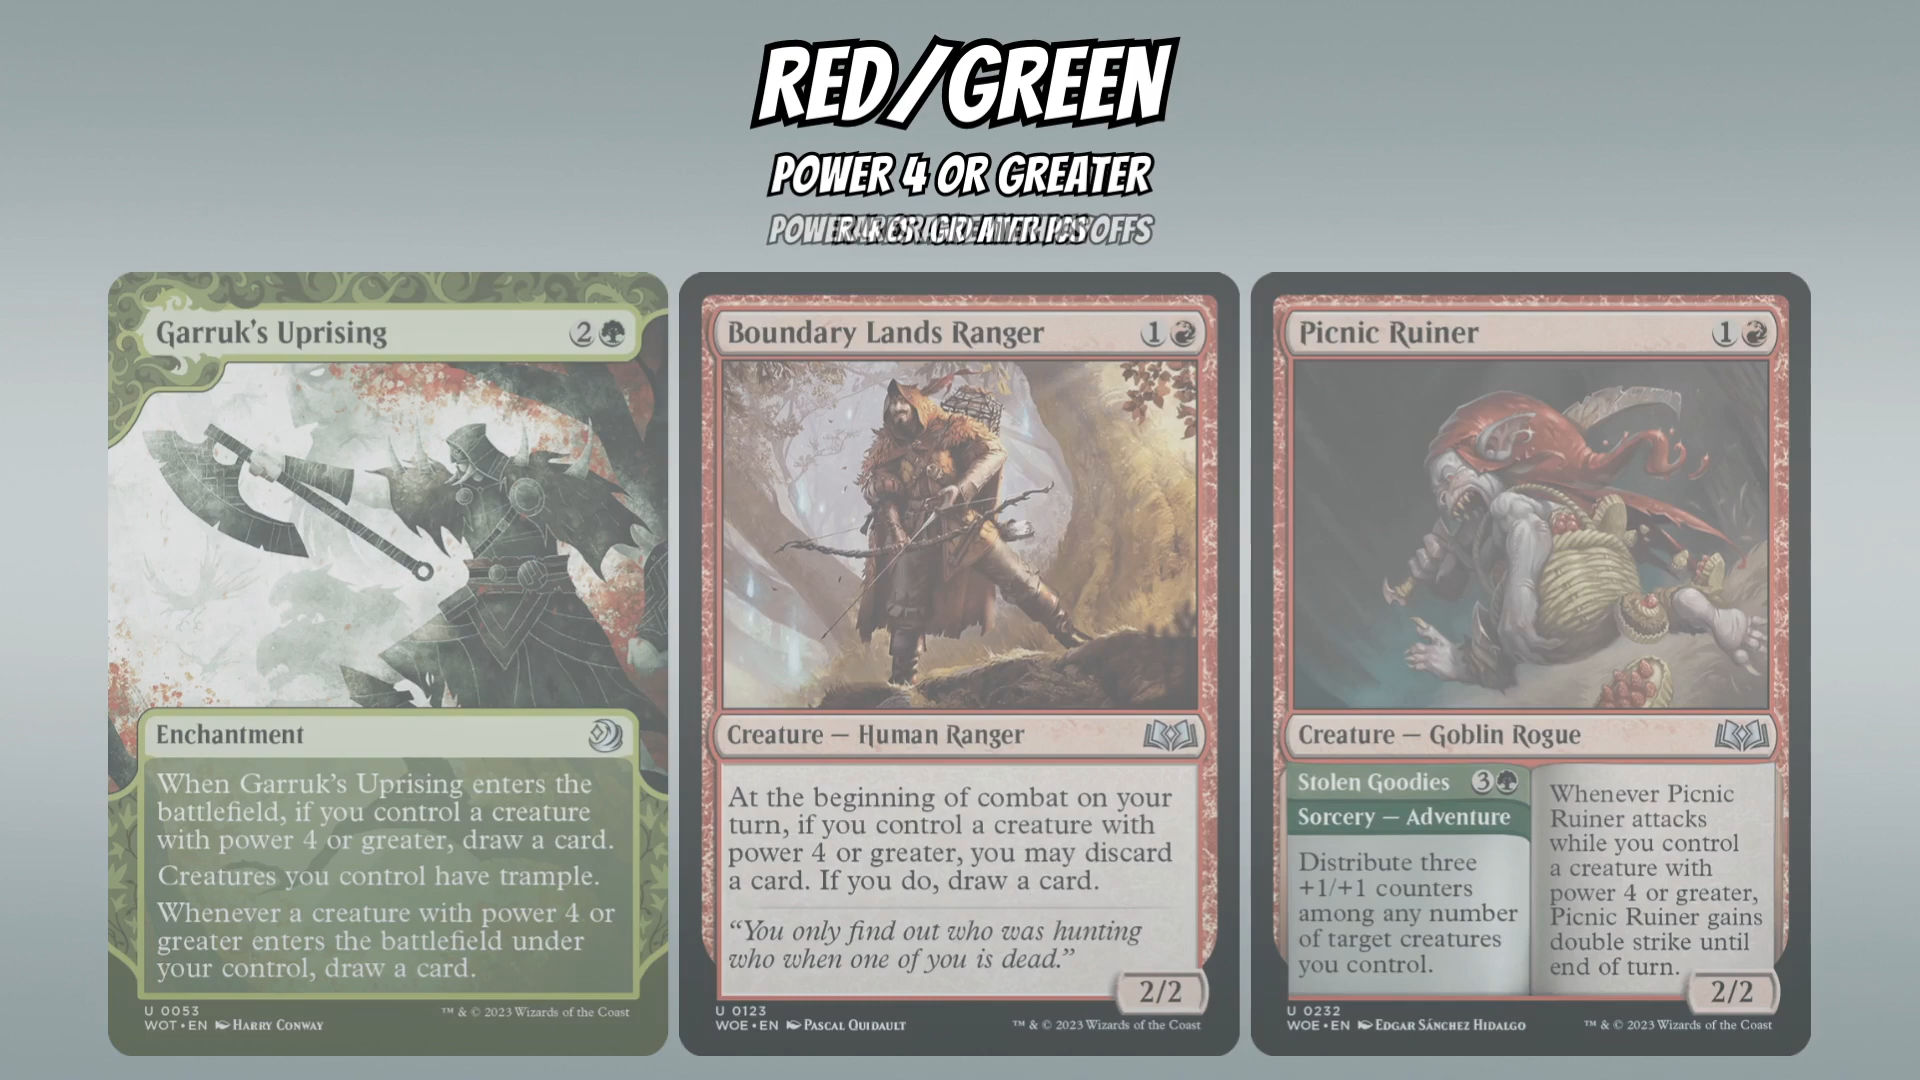 RED/GREEN
POWER 4 OR GREATER
Garruk's Uprising 2
Enchantment
When Garruk's Uprising enters the
battlefield, if you control a creature
with power 4 or greater, draw a card.
Creatures you control have trample.
Whenever a creature with power 4 or
greater enters the battlefield under
your control, draw a card.
U 0053
WOT • EN HARRY CONWAY
™ & © 2023 Wizards of the Coast
Boundary Lands Ranger 1
Creature — Human Ranger
At the beginning of combat on your
turn, if you control a creature with
power 4 or greater, you may discard
a card. If you do, draw a card.
“You only find out who was hunting
who when one of you is dead.”
2/2
U 0123
WOE • EN PASCAL QUIDAULT
™ & © 2023 Wizards of the Coast
Picnic Ruiner 1
Creature — Goblin Rogue
Stolen Goodies 3
Sorcery — Adventure
Distribute three
+1/+1 counters
among any number
of target creatures
you control.
Whenever Picnic
Ruiner attacks
while you control
a creature with
power 4 or greater,
Picnic Ruiner gains
double strike until
end of turn.
2/2
U 0232
WOE • EN EDGAR SÁNCHEZ HIDALGO
™ & © 2023 Wizards of the Coast